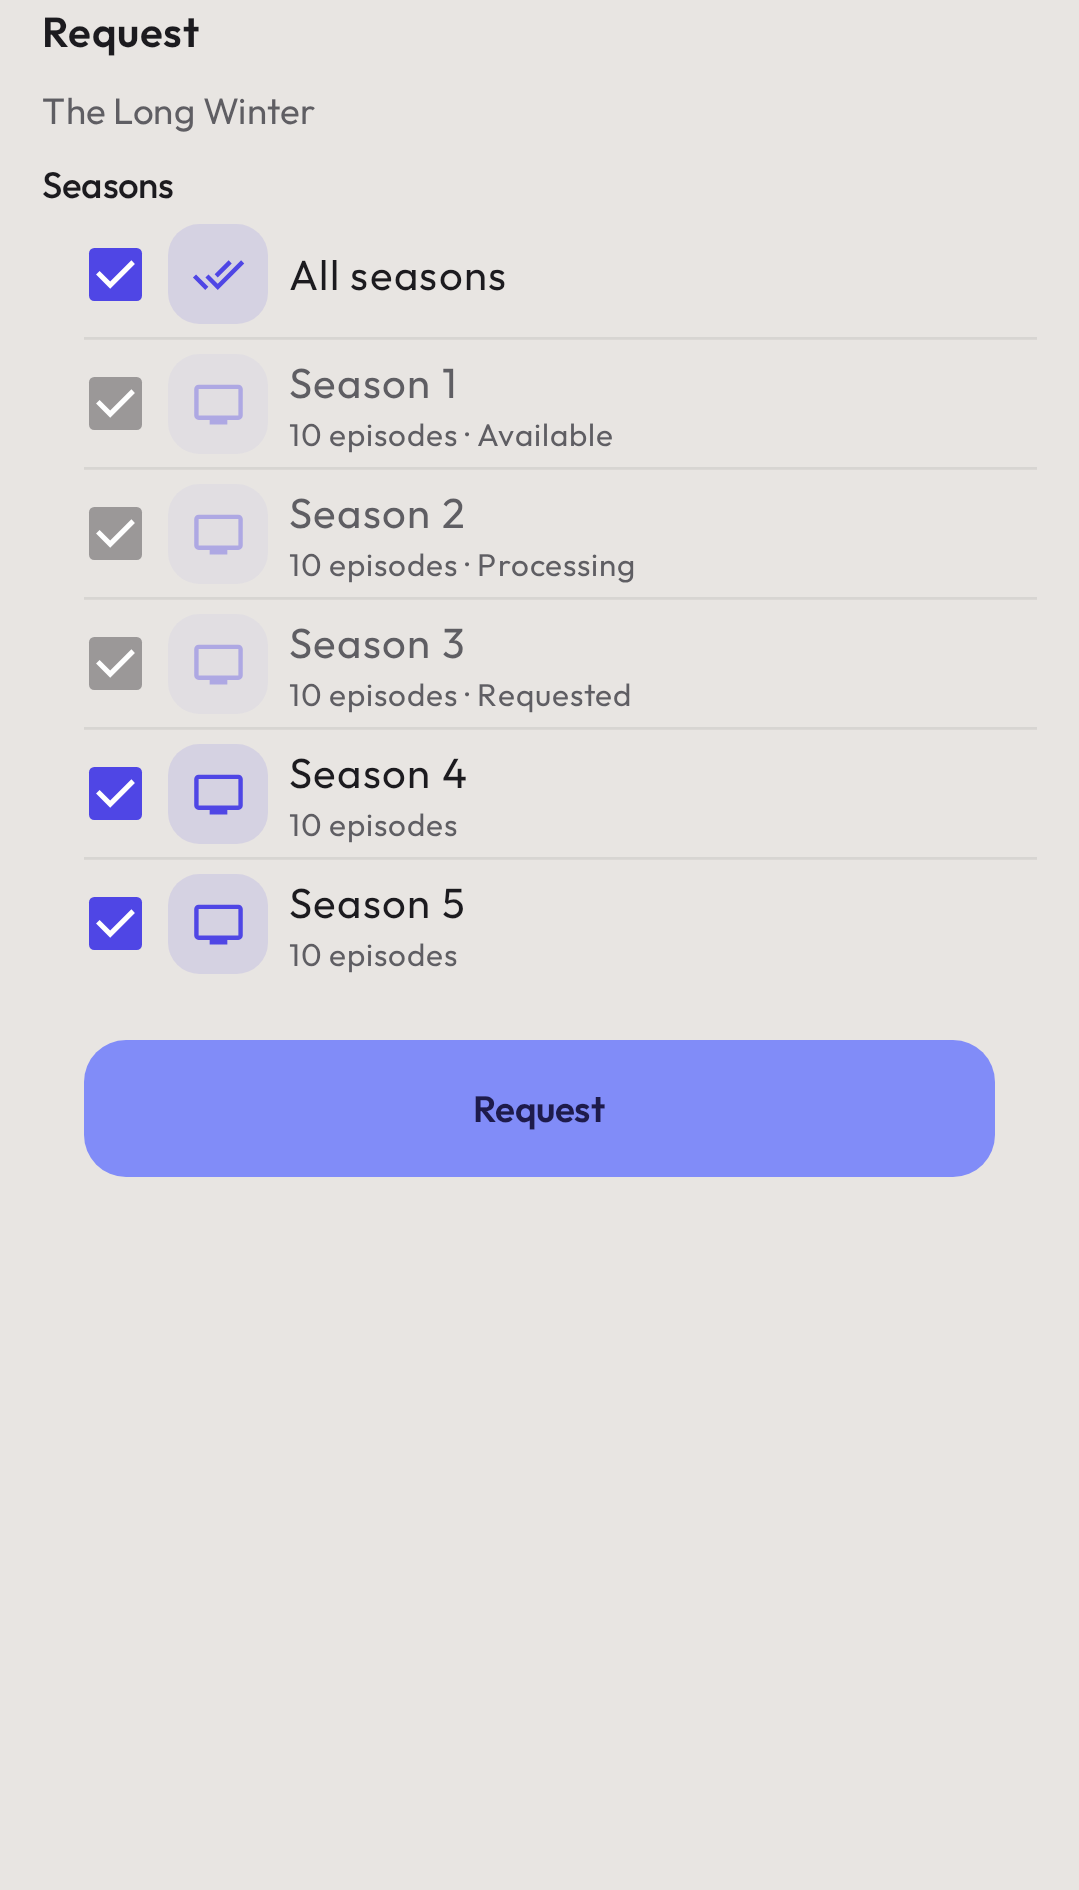 Request
The Long Winter
Seasons
All seasons
Season 1
10 episodes · Available
Season 2
10 episodes · Processing
Season 3
10 episodes · Requested
Season 4
10 episodes
Season 5
10 episodes
Request